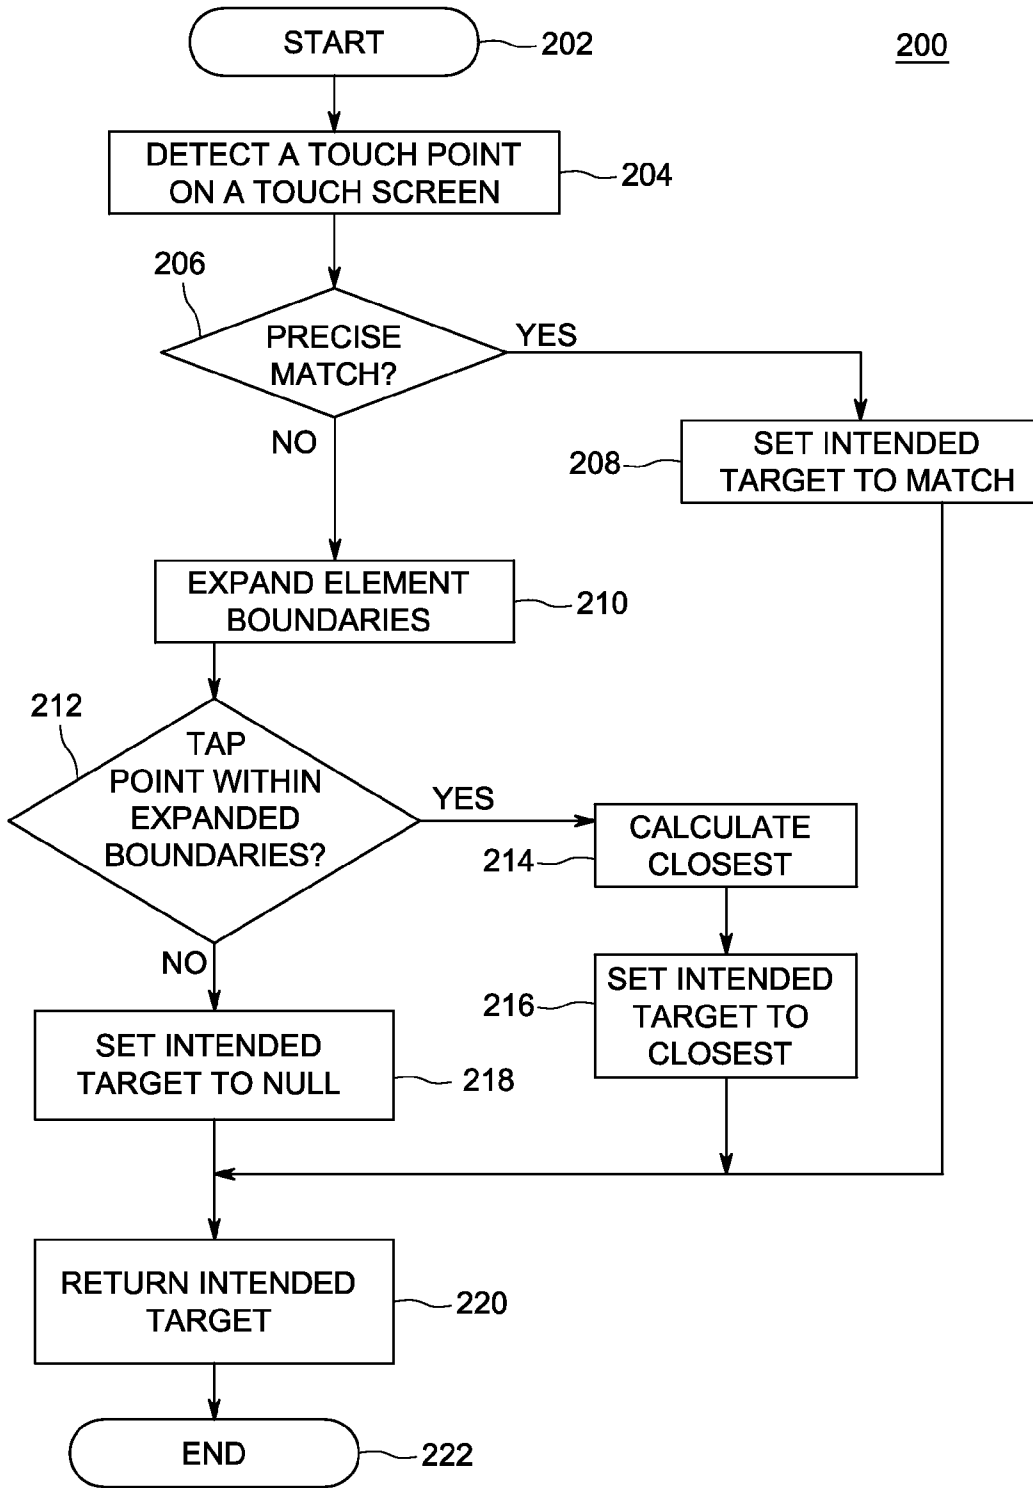 START
202
200
DETECT A TOUCH POINT
ON A TOUCH SCREEN
204
206
PRECISE
MATCH?
YES
NO
SET INTENDED
TARGET TO MATCH
208
EXPAND ELEMENT
BOUNDARIES
210
212
TAP
POINT WITHIN
EXPANDED
BOUNDARIES?
YES
CALCULATE
CLOSEST
214
NO
SET INTENDED
TARGET TO
CLOSEST
216
SET INTENDED
TARGET TO NULL
218
RETURN INTENDED
TARGET
220
END
222